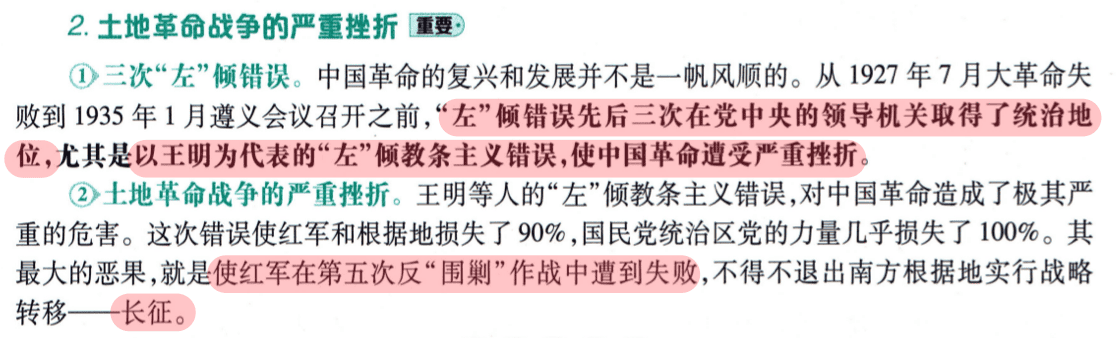 2. 土地革命战争的严重挫折 重要
①三次“左”倾错误。中国革命的复兴和发展并不是一帆风顺的。从 1927 年 7 月大革命失
败到 1935 年 1 月遵义会议召开之前,“左”倾错误先后三次在党中央的领导机关取得了统治地
位,尤其是以王明为代表的“左”倾教条主义错误,使中国革命遭受严重挫折。
②土地革命战争的严重挫折。王明等人的“左”倾教条主义错误,对中国革命造成了极其严
重的危害。这次错误使红军和根据地损失了 90%,国民党统治区党的力量几乎损失了 100%。其
最大的恶果,就是使红军在第五次反“围剿”作战中遭到失败,不得不退出南方根据地实行战略
转移——长征。